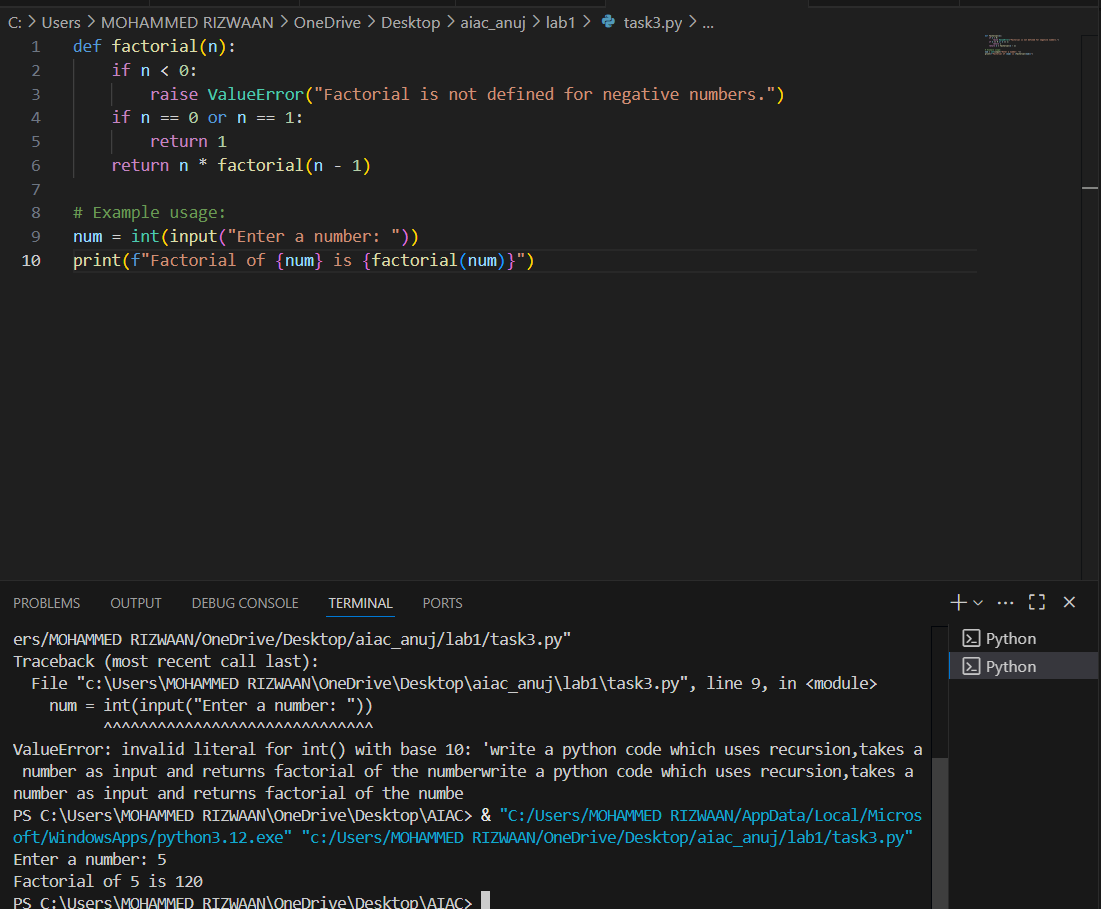 C: > Users > MOHAMMED RIZWAAN > OneDrive > Desktop > aiac_anuj > lab1 > task3.py > ...
1 def factorial(n):
2     if n < 0:
3         raise ValueError("Factorial is not defined for negative numbers.")
4     if n == 0 or n == 1:
5         return 1
6     return n * factorial(n - 1)
7
8 # Example usage:
9 num = int(input("Enter a number: "))
10 print(f"Factorial of {num} is {factorial(num)}")
PROBLEMS OUTPUT DEBUG CONSOLE TERMINAL PORTS
ers/MOHAMMED RIZWAAN/OneDrive/Desktop/aiac_anuj/lab1/task3.py"
Traceback (most recent call last):
  File "c:\Users\MOHAMMED RIZWAAN\OneDrive\Desktop\aiac_anuj\lab1\task3.py", line 9, in <module>
    num = int(input("Enter a number: "))
          ^^^^^^^^^^^^^^^^^^^^^^^^^^^^^^
ValueError: invalid literal for int() with base 10: 'write a python code which uses recursion,takes a
 number as input and returns factorial of the numberwrite a python code which uses recursion,takes a
number as input and returns factorial of the numbe
PS C:\Users\MOHAMMED RIZWAAN\OneDrive\Desktop\AIAC> & "C:/Users/MOHAMMED RIZWAAN/AppData/Local/Micros
oft/WindowsApps/python3.12.exe" "c:/Users/MOHAMMED RIZWAAN/OneDrive/Desktop/aiac_anuj/lab1/task3.py"
Enter a number: 5
Factorial of 5 is 120
PS C:\Users\MOHAMMED RIZWAAN\OneDrive\Desktop\AIAC>
Python
Python